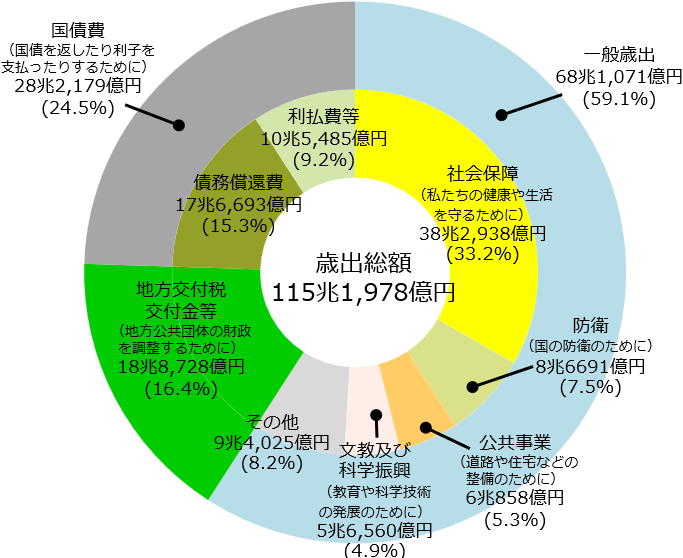 国債費
（国債を返したり利子を
支払ったりするために）
28兆2,179億円
(24.5%)
一般歳出
68兆1,071億円
(59.1%)
利払費等
10兆5,485億円
(9.2%)
債務償還費
17兆6,693億円
(15.3%)
社会保障
（私たちの健康や生活
を守るために）
38兆2,938億円
(33.2%)
歳出総額
115兆1,978億円
地方交付税
交付金等
（地方公共団体の財政
を調整するために）
18兆8,728億円
(16.4%)
防衛
（国の防衛のために）
8兆6691億円
(7.5%)
その他
9兆4,025億円
(8.2%)
文教及び
科学振興
（教育や科学技術
の発展のために）
5兆6,560億円
(4.9%)
公共事業
（道路や住宅などの
整備のために）
6兆858億円
(5.3%)